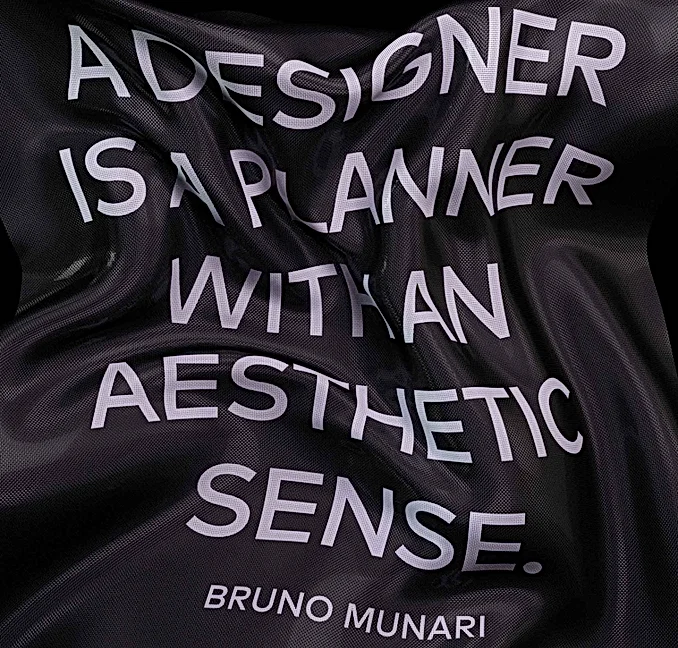 A DESIGNER
IS A PLANNER
WITH AN
AESTHETIC
SENSE.
BRUNO MUNARI